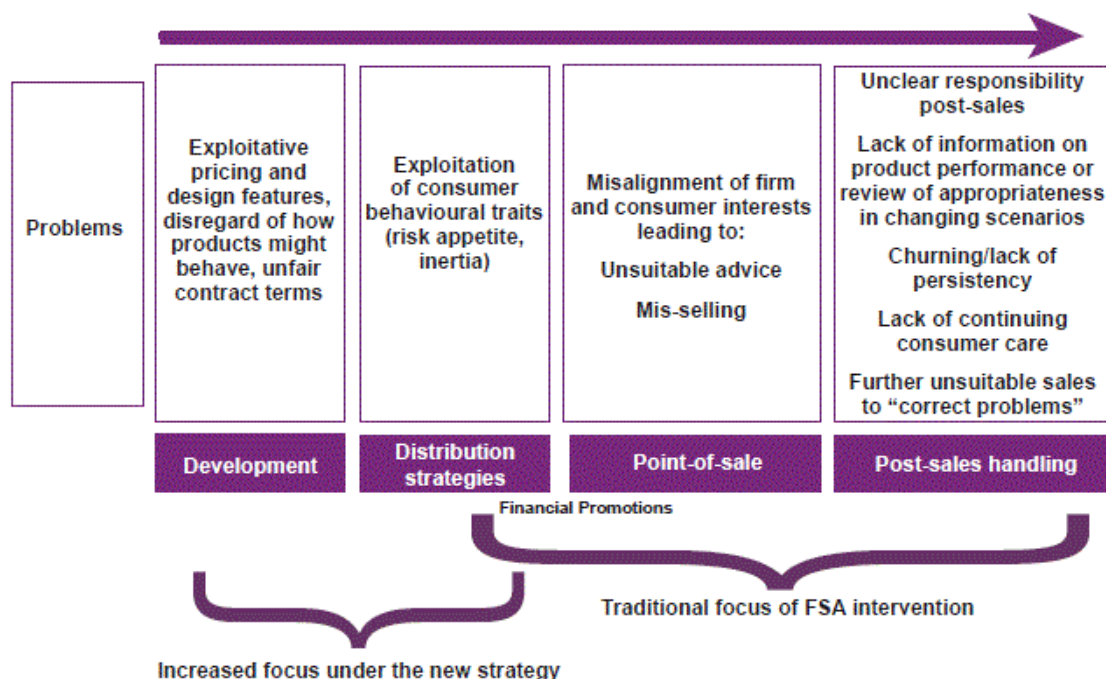 Problems
Exploitative
pricing and
design features,
disregard of how
products might
behave, unfair
contract terms
Exploitation
of consumer
behavioural traits
(risk appetite,
inertia)
Misalignment of firm
and consumer interests
leading to:
Unsuitable advice
Mis-selling
Unclear responsibility
post-sales
Lack of information on
product performance or
review of appropriateness
in changing scenarios
Churning/lack of
persistency
Lack of continuing
consumer care
Further unsuitable sales
to “correct problems”
Development
Distribution
strategies
Point-of-sale
Post-sales handling
Financial Promotions
Traditional focus of FSA intervention
Increased focus under the new strategy